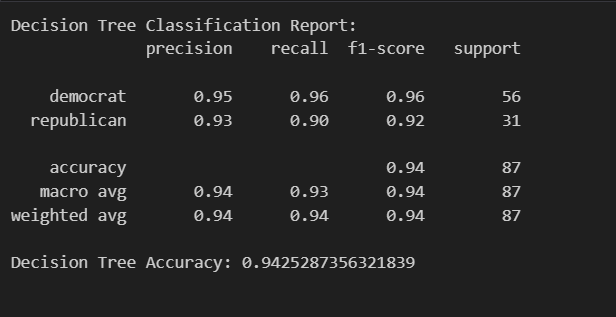 Decision Tree Classification Report:
precision recall f1-score support
democrat 0.95 0.96 0.96 56
republican 0.93 0.90 0.92 31
accuracy 0.94 87
macro avg 0.94 0.93 0.94 87
weighted avg 0.94 0.94 0.94 87
Decision Tree Accuracy: 0.9425287356321839